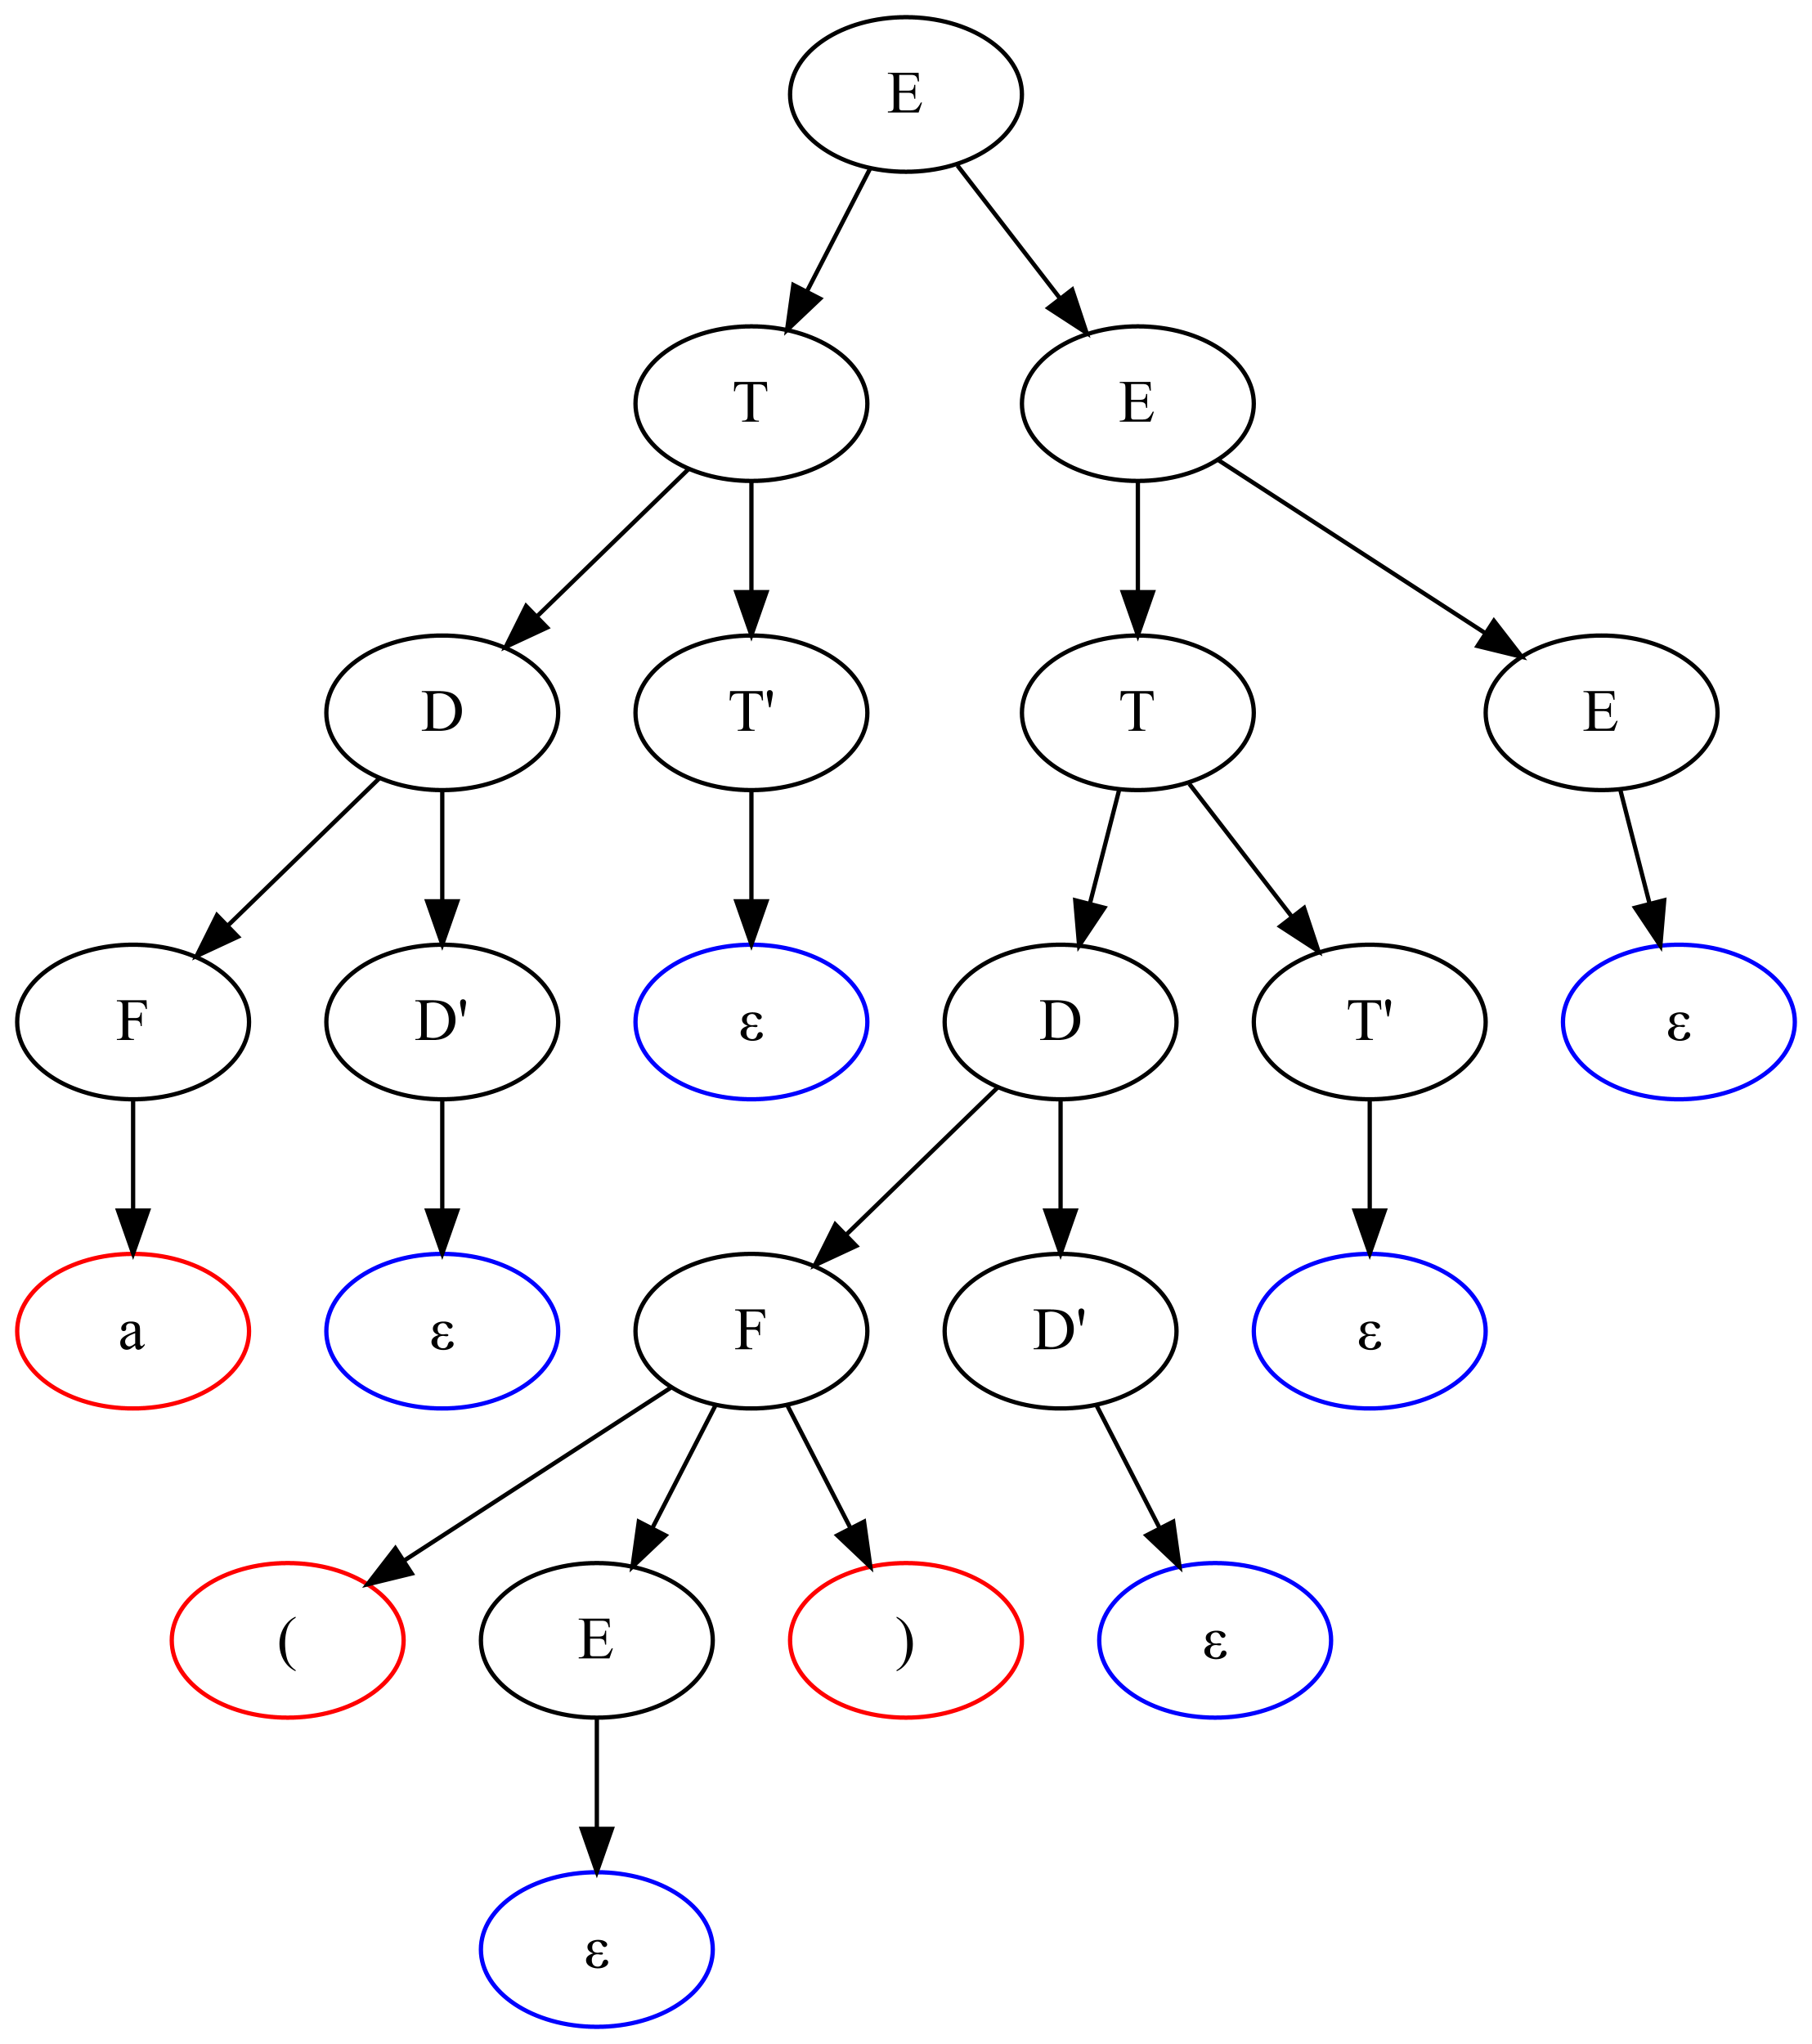 E
T E
D T' T E
F D' ε D T' ε
a ε F D' ε
( E ) ε
ε